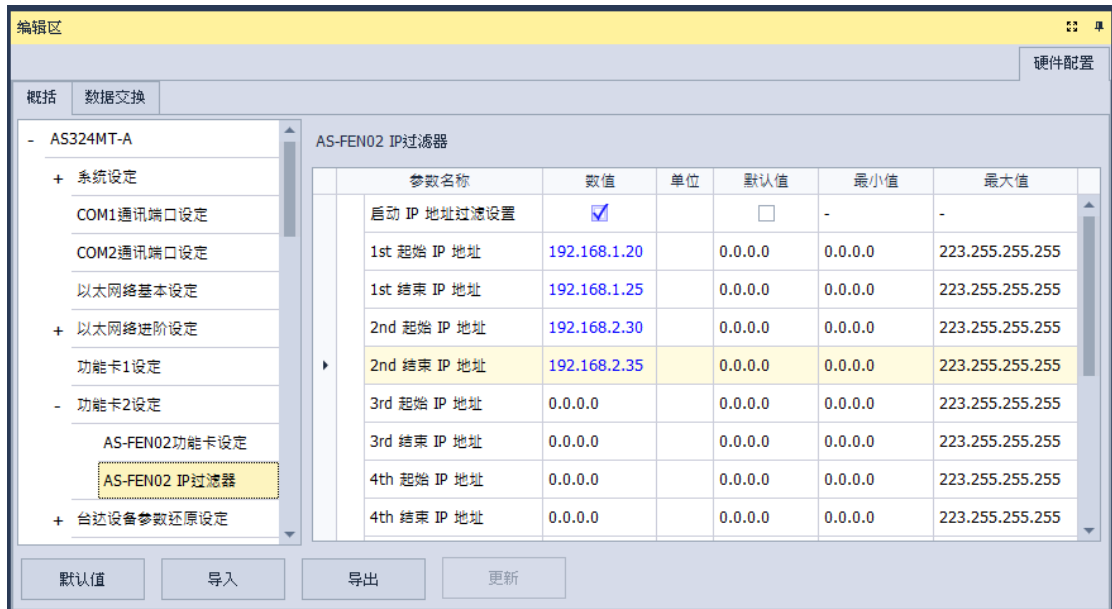 编辑区
硬件配置
概括 数据交换
- AS324MT-A
+ 系统设定
COM1通讯端口设定
COM2通讯端口设定
以太网络基本设定
+ 以太网络进阶设定
功能卡1设定
- 功能卡2设定
AS-FEN02功能卡设定
AS-FEN02 IP过滤器
+ 台达设备参数还原设定
AS-FEN02 IP过滤器
参数名称 数值 单位 默认值 最小值 最大值
启动 IP 地址过滤设置 - -
1st 起始 IP 地址 192.168.1.20 0.0.0.0 0.0.0.0 223.255.255.255
1st 结束 IP 地址 192.168.1.25 0.0.0.0 0.0.0.0 223.255.255.255
2nd 起始 IP 地址 192.168.2.30 0.0.0.0 0.0.0.0 223.255.255.255
2nd 结束 IP 地址 192.168.2.35 0.0.0.0 0.0.0.0 223.255.255.255
3rd 起始 IP 地址 0.0.0.0 0.0.0.0 0.0.0.0 223.255.255.255
3rd 结束 IP 地址 0.0.0.0 0.0.0.0 0.0.0.0 223.255.255.255
4th 起始 IP 地址 0.0.0.0 0.0.0.0 0.0.0.0 223.255.255.255
4th 结束 IP 地址 0.0.0.0 0.0.0.0 0.0.0.0 223.255.255.255
默认值 导入 导出 更新